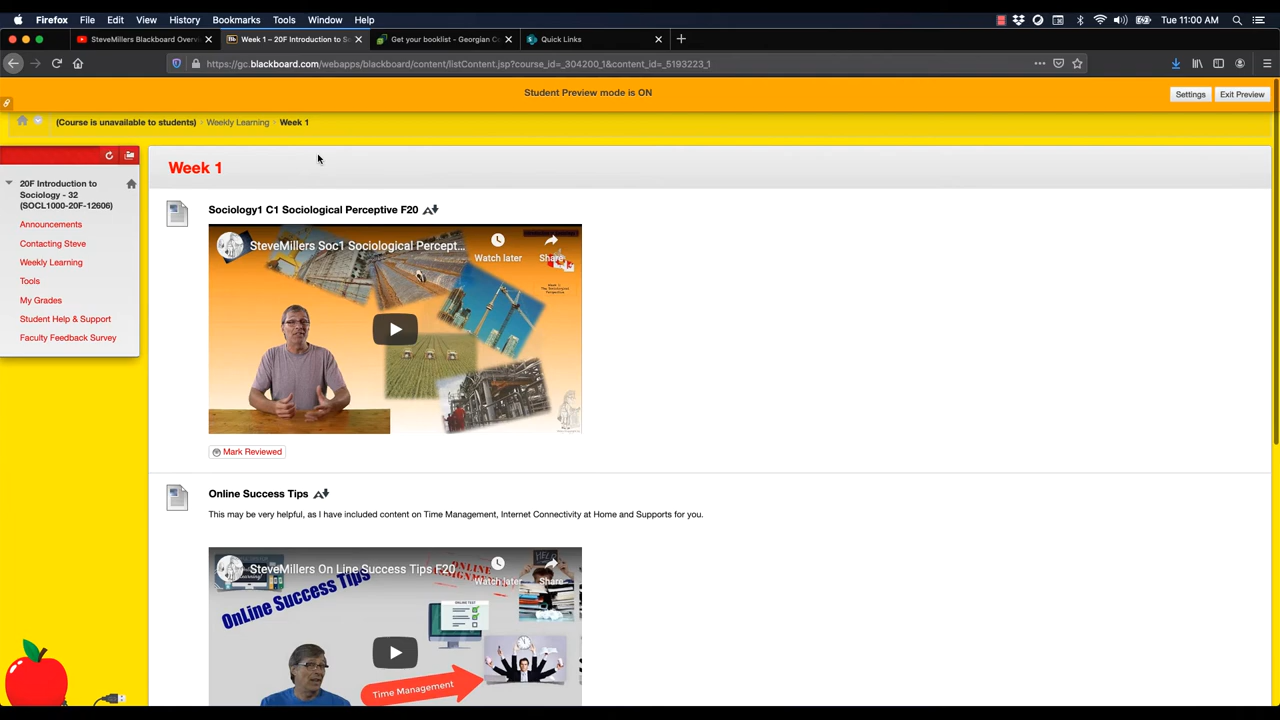 Firefox File Edit View History Bookmarks Tools Window Help Tue 11:00 AM
SteveMillers Blackboard Overvi
Week 1 – 20F Introduction to S
Get your booklist - Georgian C
Quick Links
https://gc.blackboard.com/webapps/blackboard/content/listContent.jsp?course_id=_304200_1&content_id=_5193223_1
Student Preview mode is ON
Settings
Exit Preview
(Course is unavailable to students) Weekly Learning Week 1
20F Introduction to
Sociology - 32
(SOCL1000-20F-12606)
Announcements
Contacting Steve
Weekly Learning
Tools
My Grades
Student Help & Support
Faculty Feedback Survey
Week 1
Sociology1 C1 Sociological Perceptive F20
SteveMillers Soc1 Sociological Percept...
Watch later
Share
Mark Reviewed
Online Success Tips
This may be very helpful, as I have included content on Time Management, Internet Connectivity at Home and Supports for you.
SteveMillers On Line Success Tips F20
Watch later
Share
OnLine Success Tips
Time Management